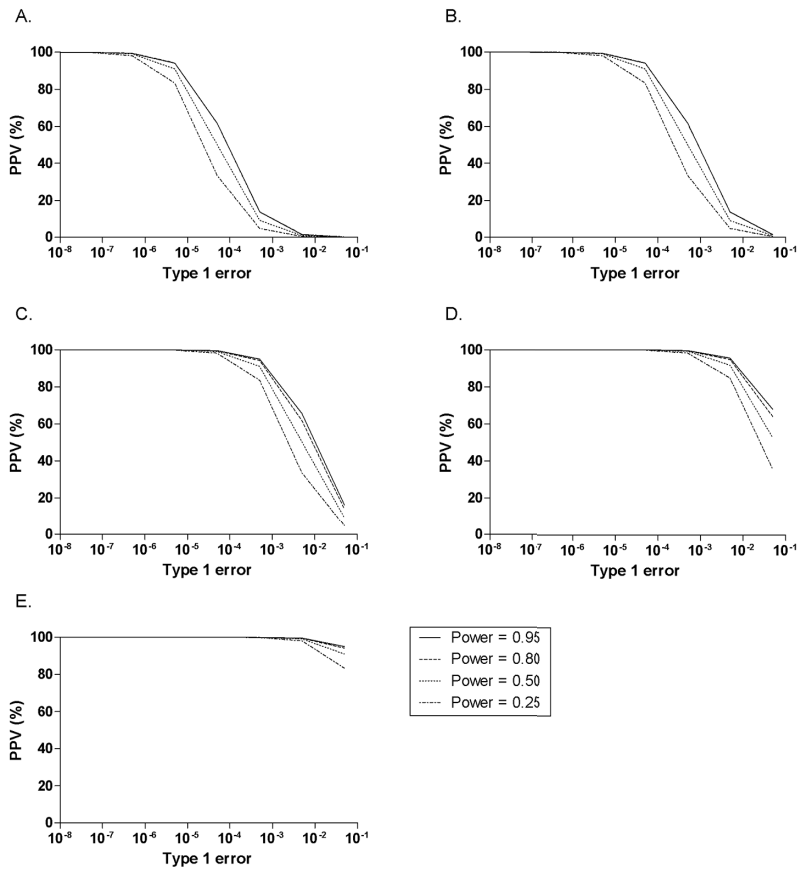 A.
B.
100
80
60
40
20
0
PPV (%)
10⁻⁸ 10⁻⁷ 10⁻⁶ 10⁻⁵ 10⁻⁴ 10⁻³ 10⁻² 10⁻¹
Type 1 error
100
80
60
40
20
0
PPV (%)
10⁻⁸ 10⁻⁷ 10⁻⁶ 10⁻⁵ 10⁻⁴ 10⁻³ 10⁻² 10⁻¹
Type 1 error
C.
D.
100
80
60
40
20
0
PPV (%)
10⁻⁸ 10⁻⁷ 10⁻⁶ 10⁻⁵ 10⁻⁴ 10⁻³ 10⁻² 10⁻¹
Type 1 error
100
80
60
40
20
0
PPV (%)
10⁻⁸ 10⁻⁷ 10⁻⁶ 10⁻⁵ 10⁻⁴ 10⁻³ 10⁻² 10⁻¹
Type 1 error
E.
100
80
60
40
20
0
PPV (%)
10⁻⁸ 10⁻⁷ 10⁻⁶ 10⁻⁵ 10⁻⁴ 10⁻³ 10⁻² 10⁻¹
Type 1 error
Power = 0.95
Power = 0.80
Power = 0.50
Power = 0.25